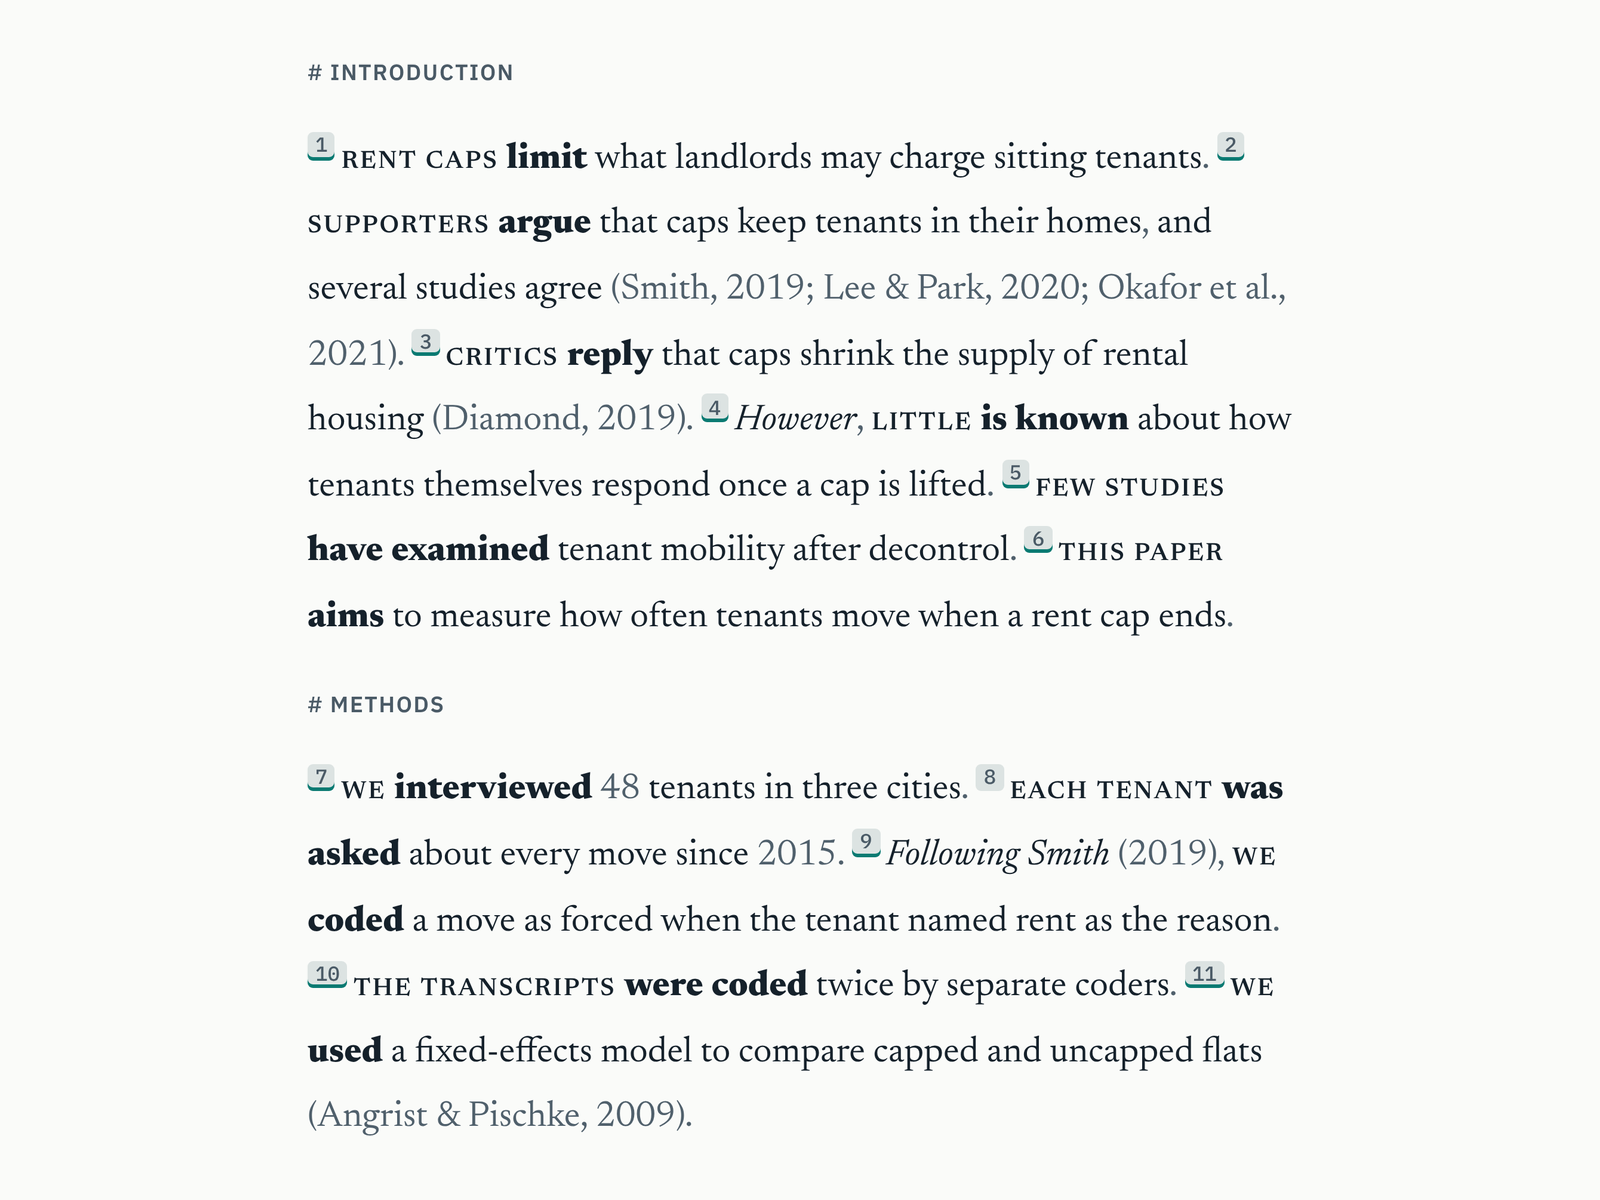 # INTRODUCTION
1 RENT CAPS limit what landlords may charge sitting tenants. 2
SUPPORTERS argue that caps keep tenants in their homes, and
several studies agree (Smith, 2019; Lee & Park, 2020; Okafor et al.,
2021). 3 CRITICS reply that caps shrink the supply of rental
housing (Diamond, 2019). 4 However, LITTLE is known about how
tenants themselves respond once a cap is lifted. 5 FEW STUDIES
have examined tenant mobility after decontrol. 6 THIS PAPER
aims to measure how often tenants move when a rent cap ends.
# METHODS
7 WE interviewed 48 tenants in three cities. 8 EACH TENANT was
asked about every move since 2015. 9 Following Smith (2019), WE
coded a move as forced when the tenant named rent as the reason.
10 THE TRANSCRIPTS were coded twice by separate coders. 11 WE
used a fixed-effects model to compare capped and uncapped flats
(Angrist & Pischke, 2009).